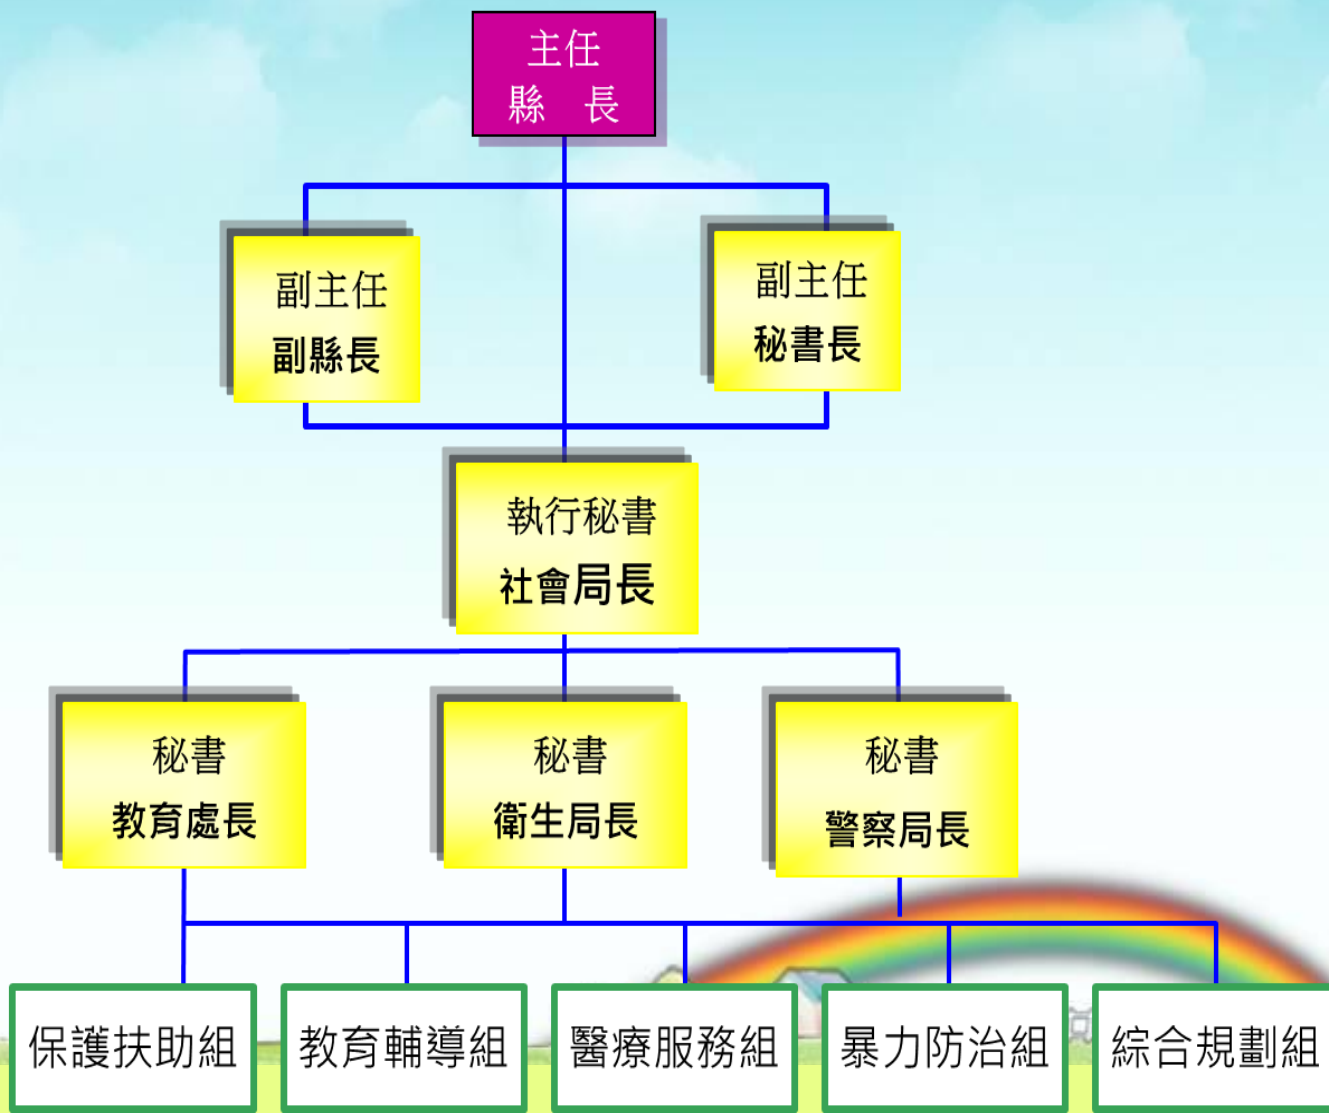 主任
縣 長
副主任
副縣長
副主任
秘書長
執行秘書
社會局長
秘書
教育處長
秘書
衛生局長
秘書
警察局長
保護扶助組
教育輔導組
醫療服務組
暴力防治組
綜合規劃組